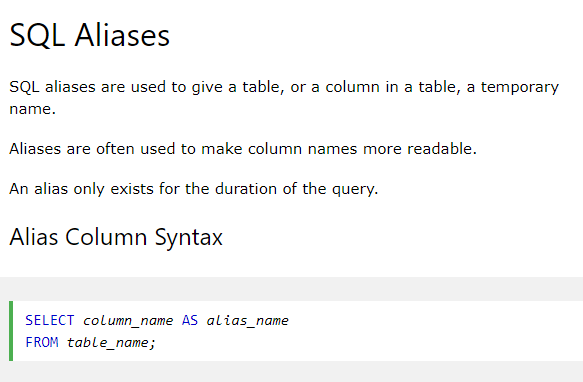 SQL Aliases
SQL aliases are used to give a table, or a column in a table, a temporary
name.
Aliases are often used to make column names more readable.
An alias only exists for the duration of the query.
Alias Column Syntax
SELECT column_name AS alias_name
FROM table_name;